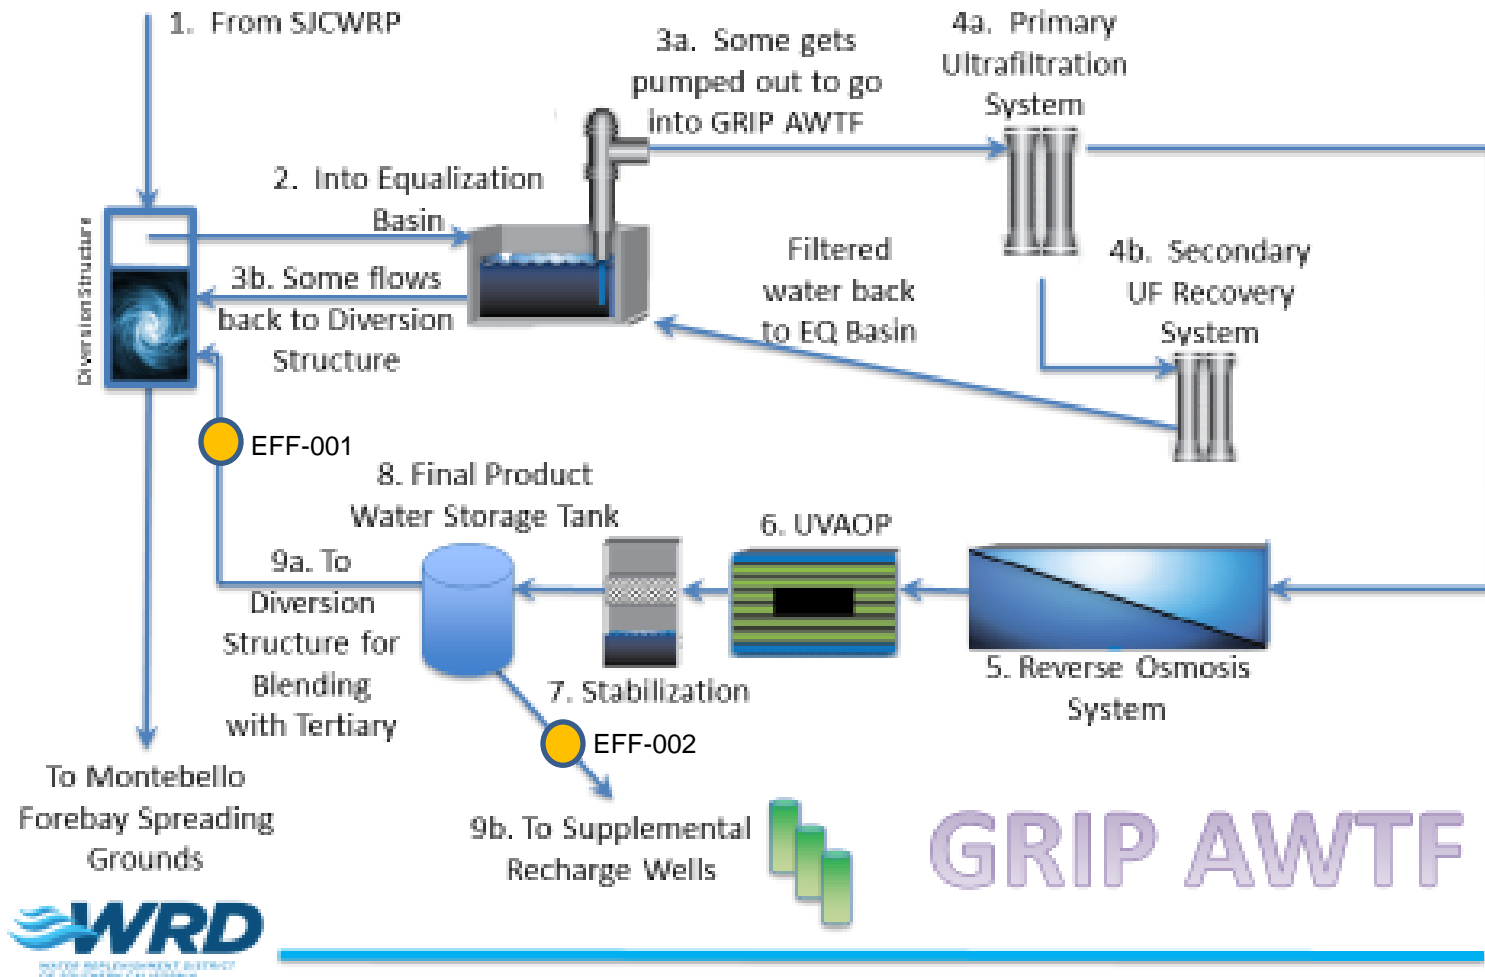 1. From SJCWRP
3a. Some gets
pumped out to go
into GRIP AWTF
4a. Primary
Ultrafiltration
System
2. Into Equalization
Basin
Diversion Structure
3b. Some flows
back to Diversion
Structure
Filtered
water back
to EQ Basin
4b. Secondary
UF Recovery
System
EFF-001
8. Final Product
Water Storage Tank
6. UVAOP
9a. To
Diversion
Structure for
Blending
with Tertiary
7. Stabilization
5. Reverse Osmosis
System
EFF-002
To Montebello
Forebay Spreading
Grounds
9b. To Supplemental
Recharge Wells
GRIP AWTF
WRD
WATER REPLENISHMENT DISTRICT